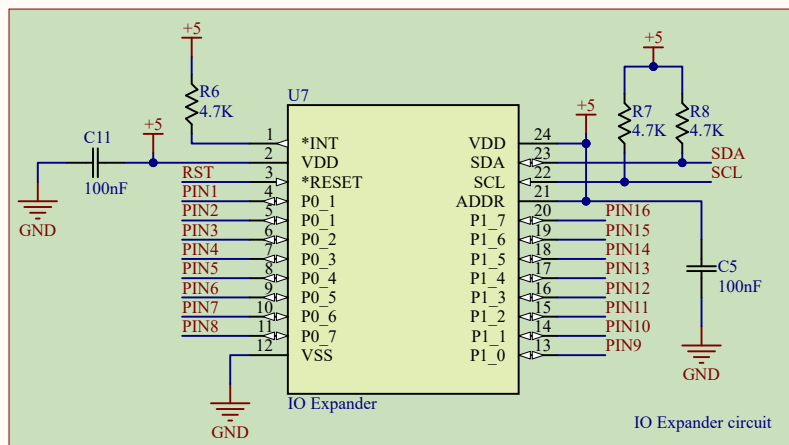 +5
R6
4.7K
C11
100nF
+5
GND
U7
1 *INT
2 VDD
RST 3 *RESET
PIN1 4 P0_1
PIN2 5 P0_1
PIN3 6 P0_2
PIN4 7 P0_3
PIN5 8 P0_4
PIN6 9 P0_5
PIN7 10 P0_6
PIN8 11 P0_7
12 VSS
GND
IO Expander
VDD 24
SDA 23 SDA
SCL 22 SCL
ADDR 21
P1_7 20 PIN16
P1_6 19 PIN15
P1_5 18 PIN14
P1_4 17 PIN13
P1_3 16 PIN12
P1_2 15 PIN11
P1_1 14 PIN10
P1_0 13 PIN9
+5
+5
R7
4.7K
R8
4.7K
C5
100nF
GND
IO Expander circuit